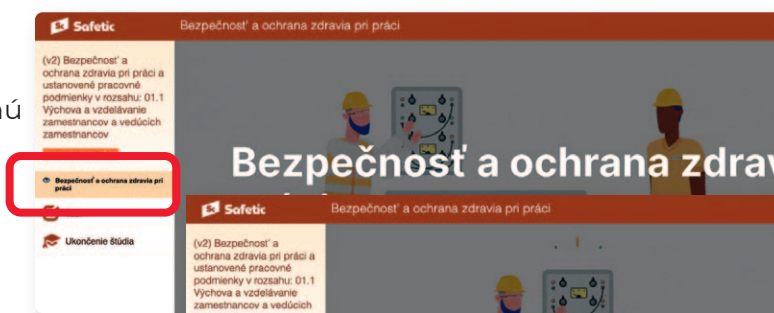 Safetic
Bezpečnosť a ochrana zdravia pri práci
(v2) Bezpečnosť a
ochrana zdravia pri práci a
ustanovené pracovné
podmienky v rozsahu: 01.1
Výchova a vzdelávanie
zamestnancov a vedúcich
zamestnancov
Bezpečnosť a ochrana zdravia pri
práci
Ukončenie štúdia
Bezpečnosť a ochrana zdrav
Safetic
Bezpečnosť a ochrana zdravia pri práci
(v2) Bezpečnosť a
ochrana zdravia pri práci a
ustanovené pracovné
podmienky v rozsahu: 01.1
Výchova a vzdelávanie
zamestnancov a vedúcich